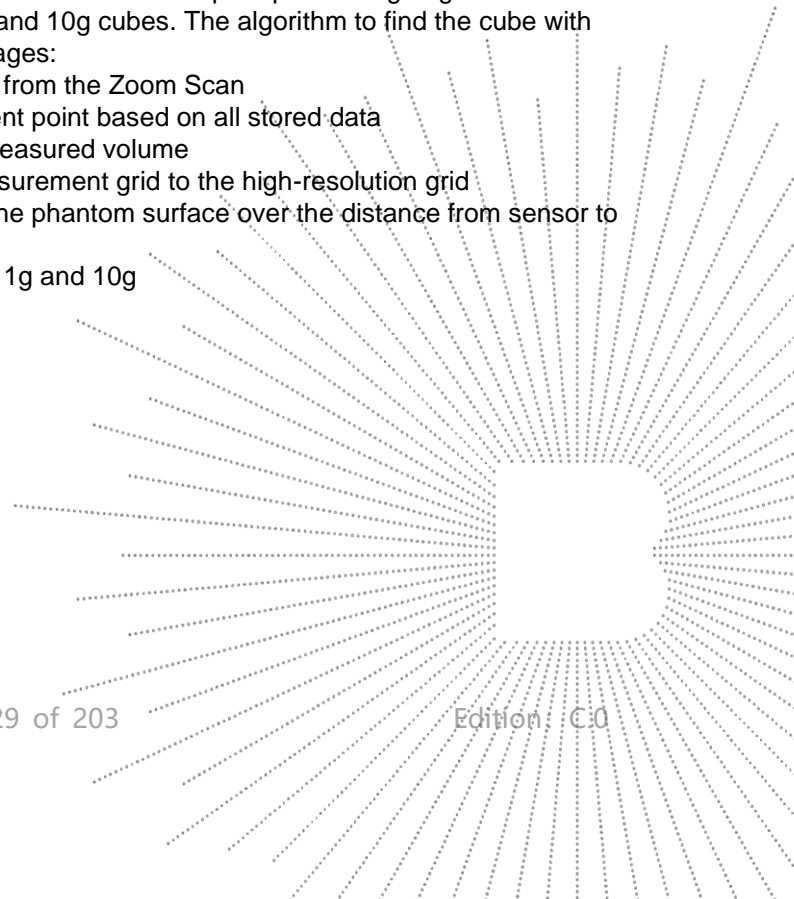 and 10g cubes. The algorithm to find the cube with
ages:
from the Zoom Scan
ent point based on all stored data
easured volume
surement grid to the high-resolution grid
ne phantom surface over the distance from sensor to
1g and 10g
29 of 203 Edition: C.0